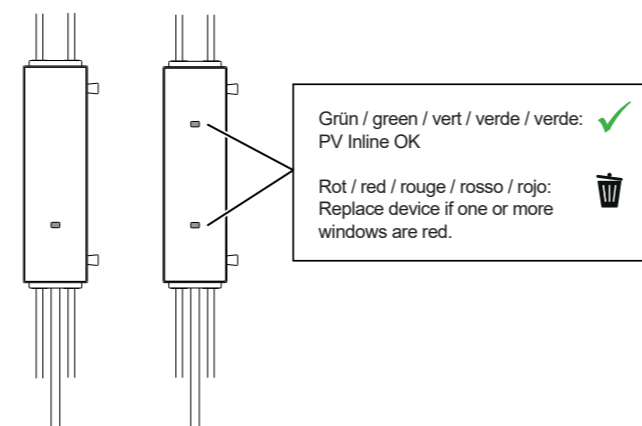 Grün / green / vert / verde / verde:
PV Inline OK
Rot / red / rouge / rosso / rojo:
Replace device if one or more
windows are red.